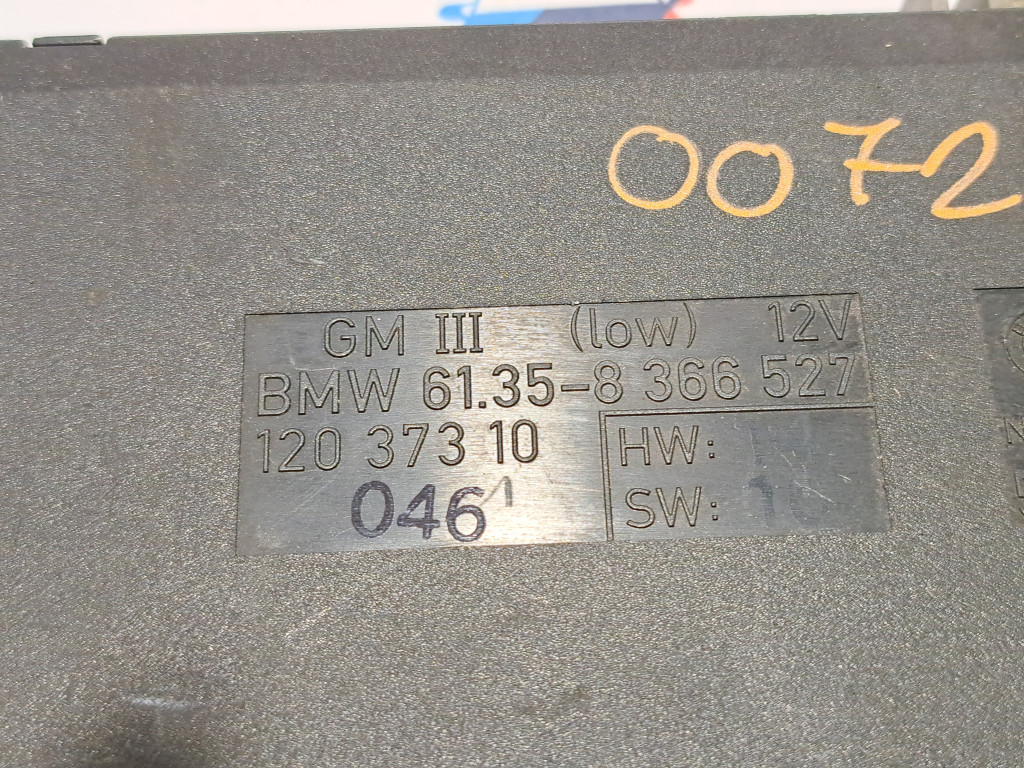 0072
GM III (low) 12V
BMW 61.35-8 366 527
120 373 10
HW:
046
SW: